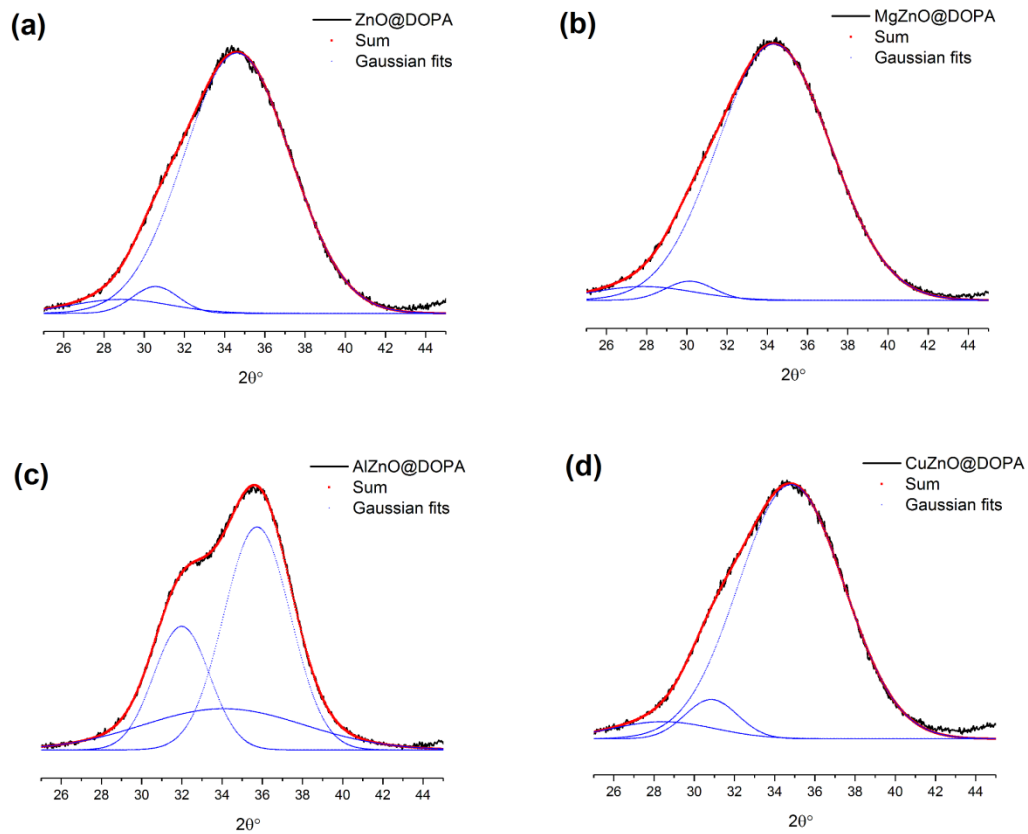 (a)
ZnO@DOPA
Sum
Gaussian fits
26 28 30 32 34 36 38 40 42 44
2θ°
(b)
MgZnO@DOPA
Sum
Gaussian fits
26 28 30 32 34 36 38 40 42 44
2θ°
(c)
AlZnO@DOPA
Sum
Gaussian fits
26 28 30 32 34 36 38 40 42 44
2θ°
(d)
CuZnO@DOPA
Sum
Gaussian fits
26 28 30 32 34 36 38 40 42 44
2θ°